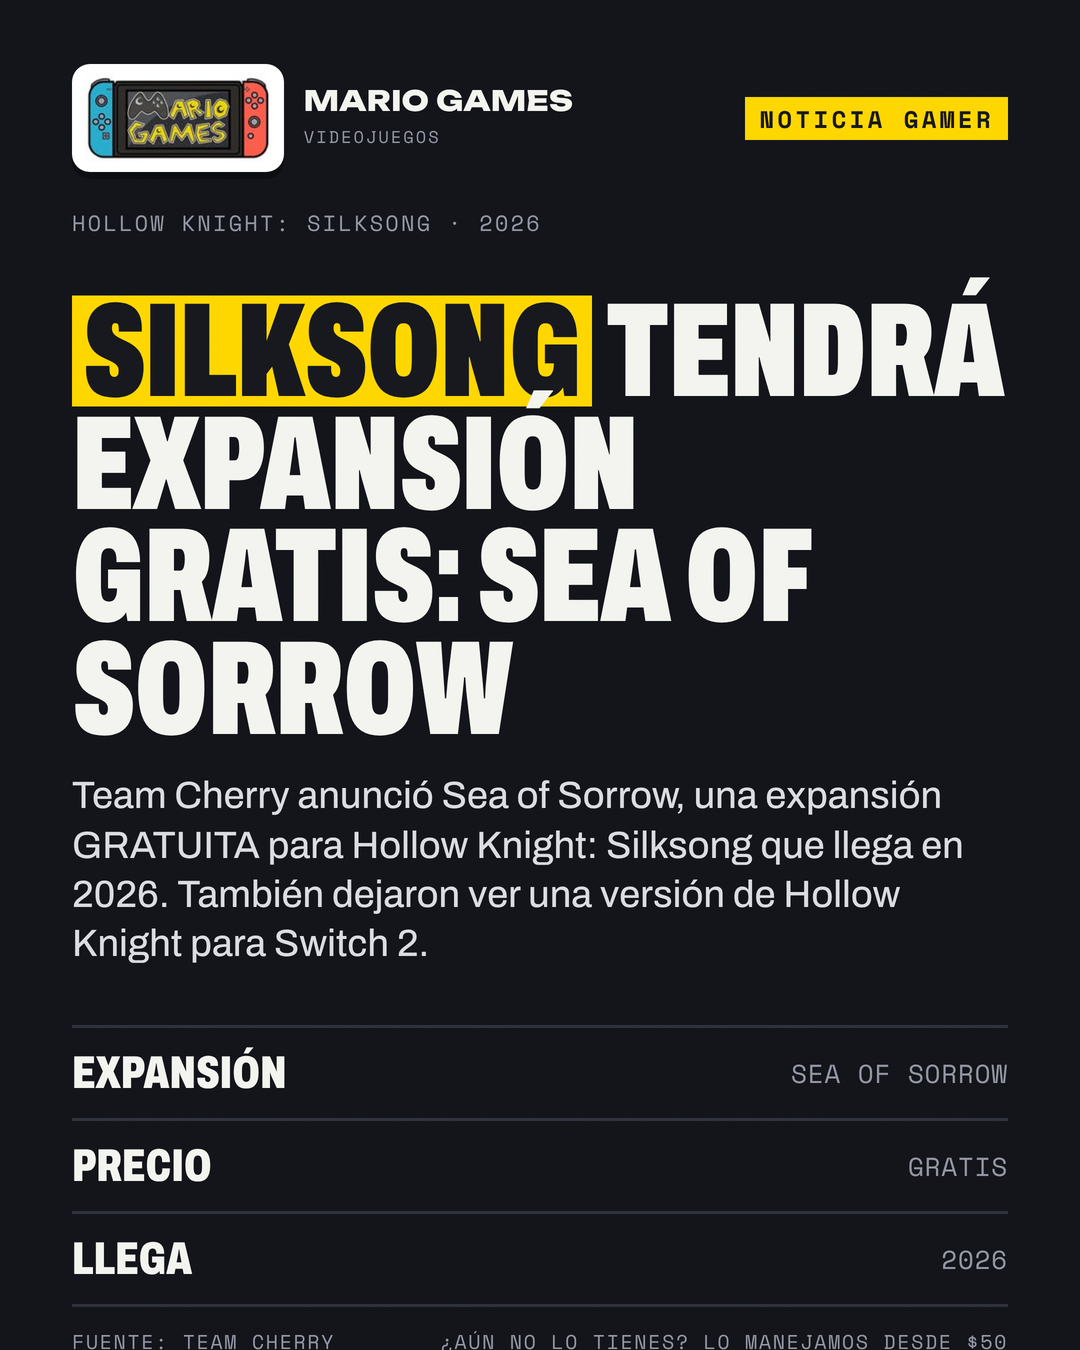 ARIO
GAMES
MARIO GAMES
VIDEOJUEGOS
NOTICIA GAMER
HOLLOW KNIGHT: SILKSONG · 2026
SILKSONG TENDRÁ
EXPANSIÓN
GRATIS: SEA OF
SORROW
Team Cherry anunció Sea of Sorrow, una expansión
GRATUITA para Hollow Knight: Silksong que llega en
2026. También dejaron ver una versión de Hollow
Knight para Switch 2.
EXPANSIÓN SEA OF SORROW
PRECIO GRATIS
LLEGA 2026
FUENTE: TEAM CHERRY ¿AÚN NO LO TIENES? LO MANEJAMOS DESDE $50